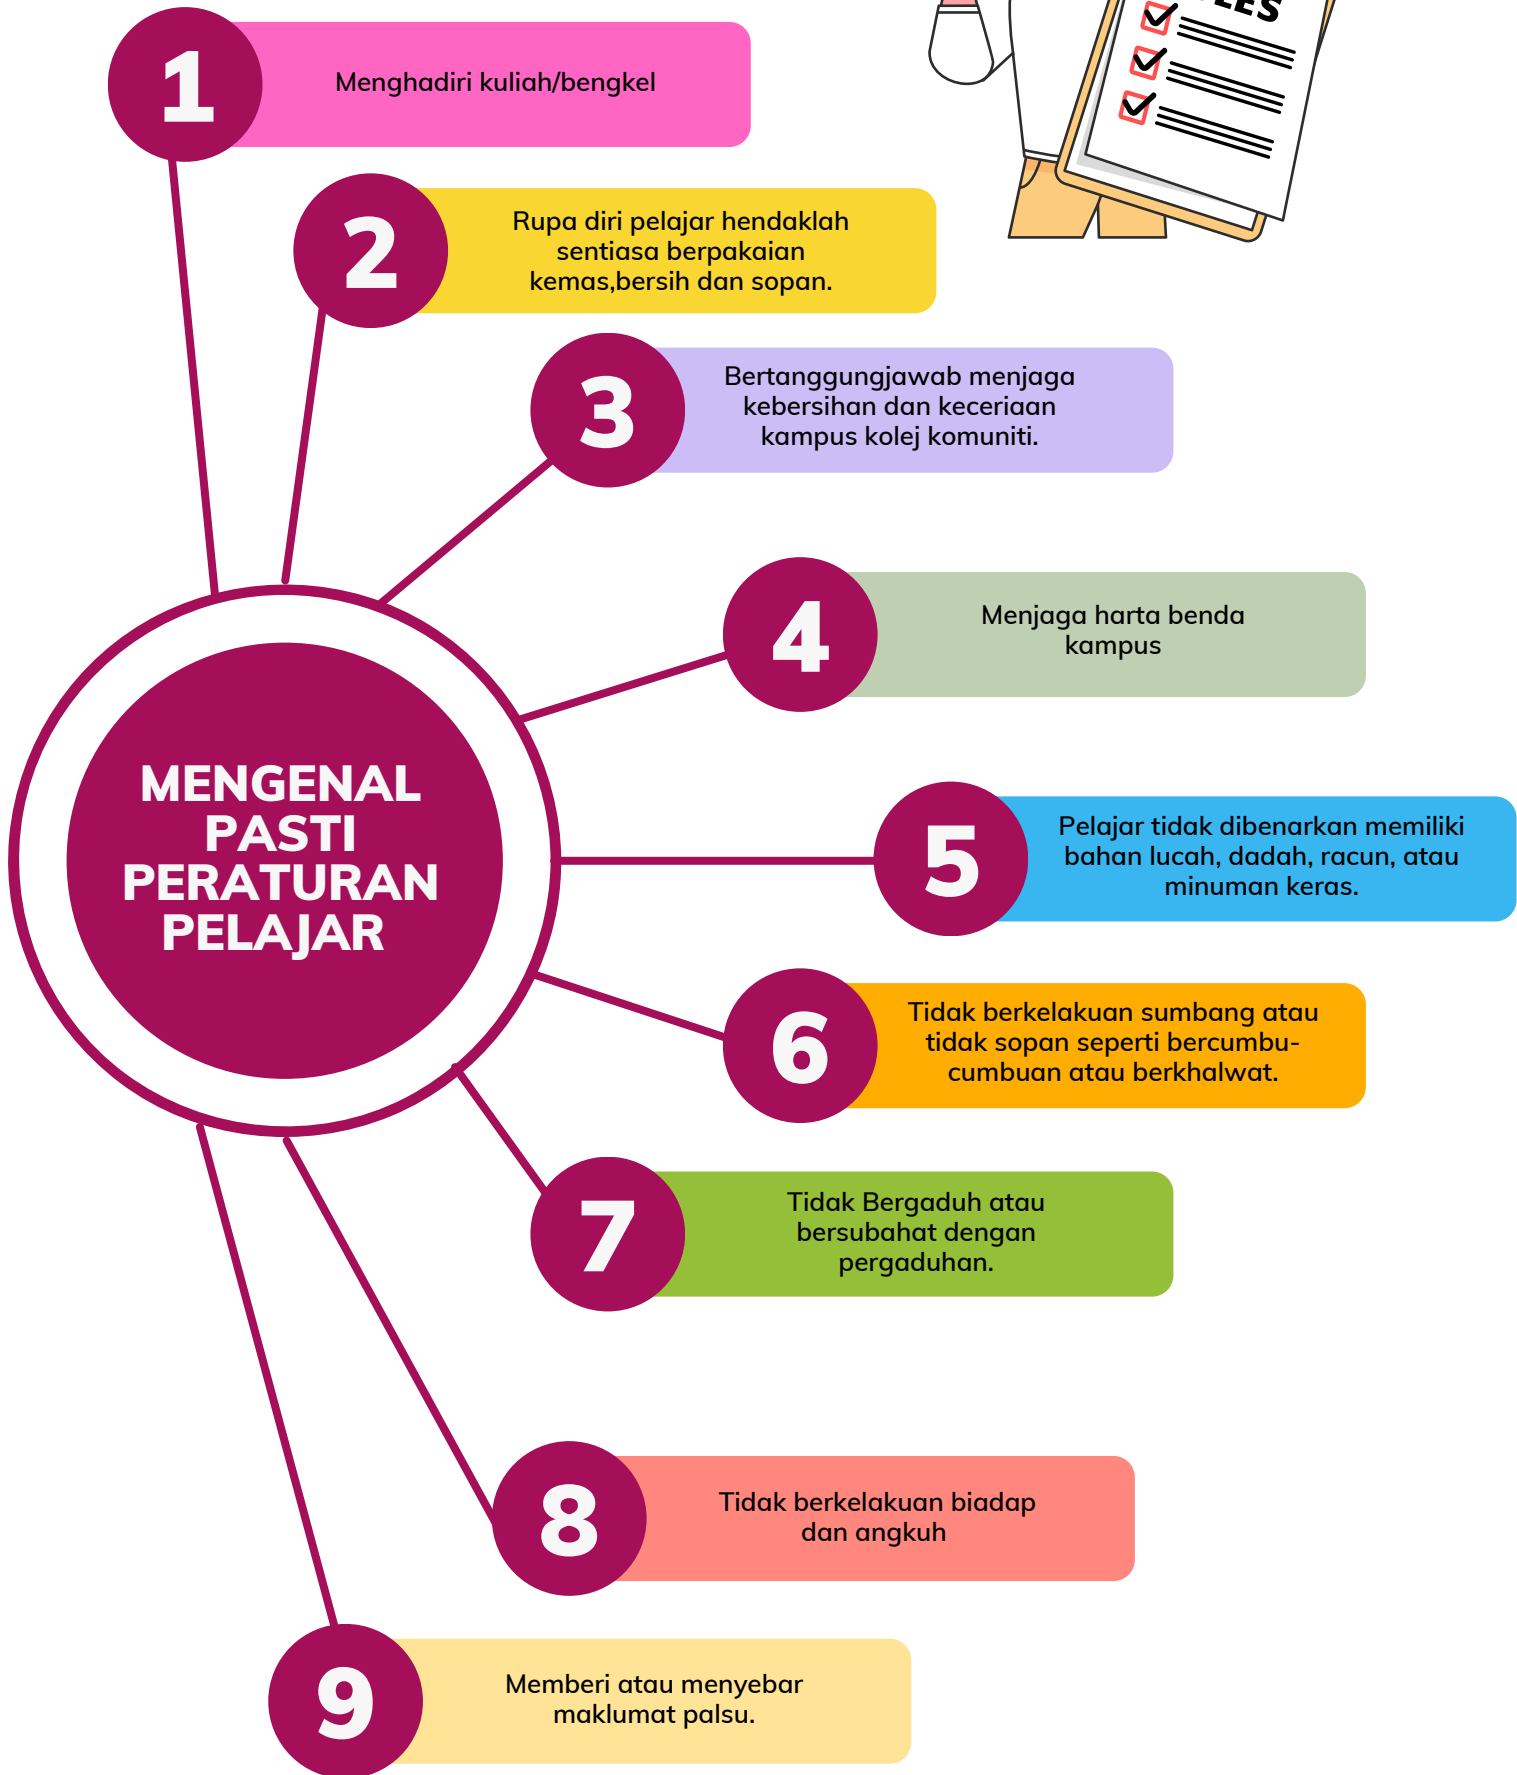 1
Menghadiri kuliah/bengkel
2
Rupa diri pelajar hendaklah
sentiasa berpakaian
kemas,bersih dan sopan.
3
Bertanggungjawab menjaga
kebersihan dan keceriaan
kampus kolej komuniti.
4
Menjaga harta benda
kampus
MENGENAL
PASTI
PERATURAN
PELAJAR
5
Pelajar tidak dibenarkan memiliki
bahan lucah, dadah, racun, atau
minuman keras.
6
Tidak berkelakuan sumbang atau
tidak sopan seperti bercumbu-
cumbuan atau berkhalwat.
7
Tidak Bergaduh atau
bersubahat dengan
pergaduhan.
8
Tidak berkelakuan biadap
dan angkuh
9
Memberi atau menyebar
maklumat palsu.